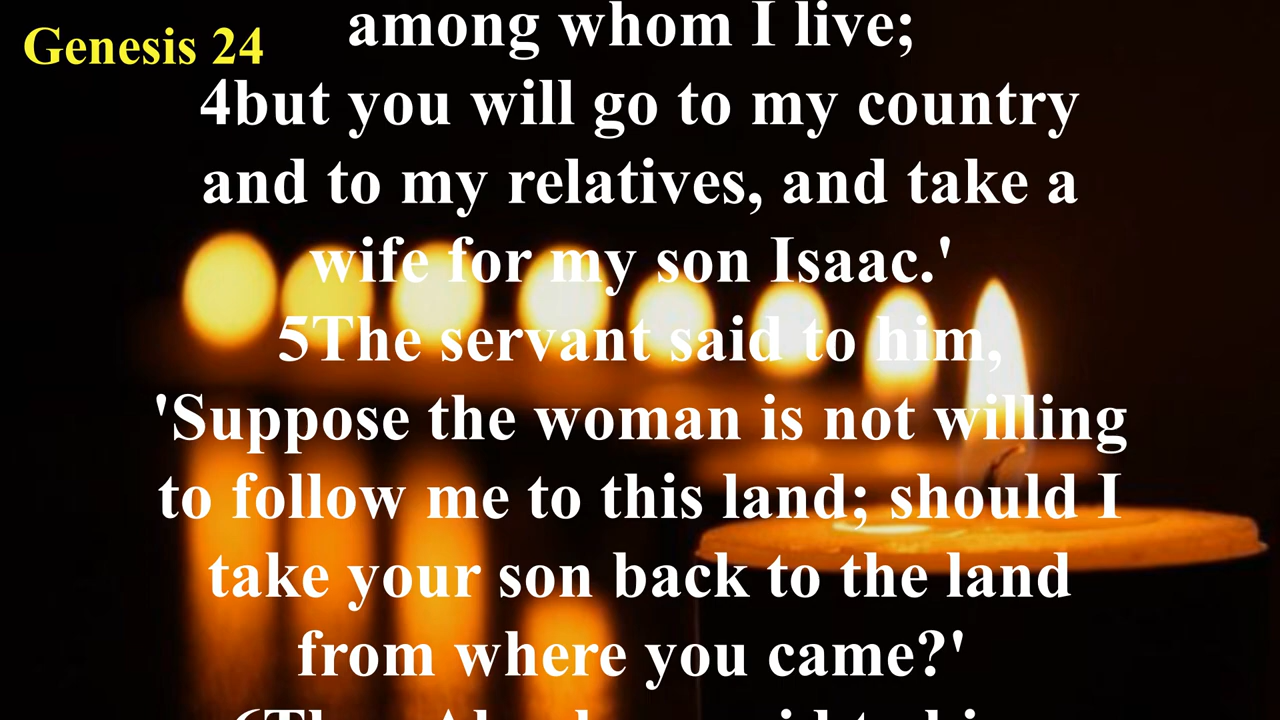 Genesis 24
among whom I live;
4but you will go to my country
and to my relatives, and take a
wife for my son Isaac.'
5The servant said to him,
'Suppose the woman is not willing
to follow me to this land; should I
take your son back to the land
from where you came?'